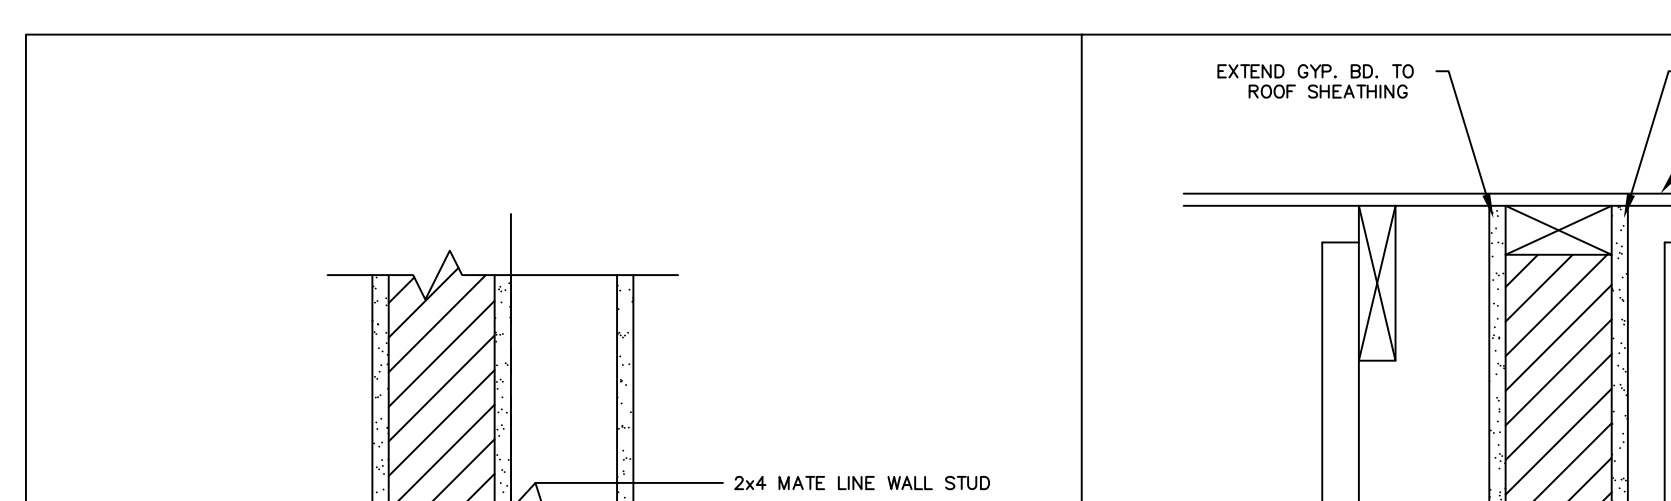 EXTEND GYP. BD. TO
ROOF SHEATHING
2x4 MATE LINE WALL STUD